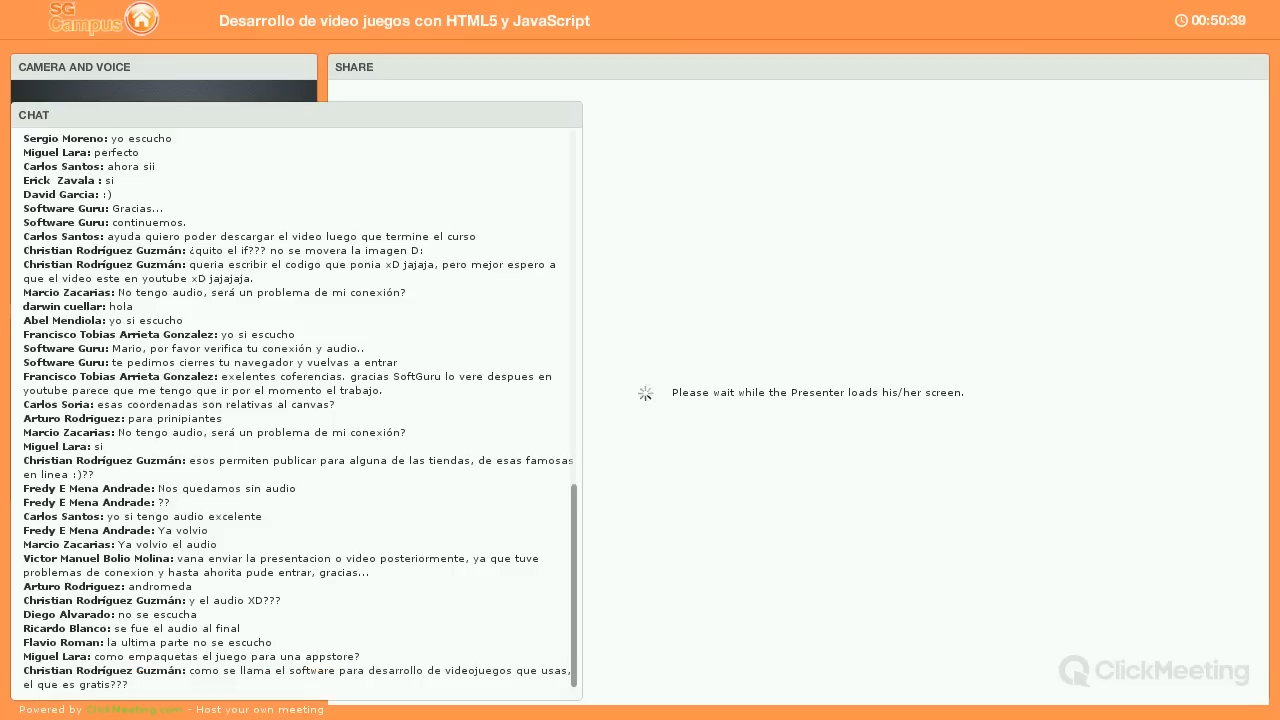 SG
Campus
Desarrollo de video juegos con HTML5 y JavaScript
00:50:39
CAMERA AND VOICE
SHARE
CHAT
Sergio Moreno: yo escucho
Miguel Lara: perfecto
Carlos Santos: ahora sii
Erick Zavala : si
David Garcia: :)
Software Guru: Gracias...
Software Guru: continuemos.
Carlos Santos: ayuda quiero poder descargar el video luego que termine el curso
Christian Rodríguez Guzmán: ¿quito el if??? no se movera la imagen D:
Christian Rodríguez Guzmán: queria escribir el codigo que ponia xD jajaja, pero mejor espero a
que el video este en youtube xD jajajaja.
Marcio Zacarias: No tengo audio, será un problema de mi conexión?
darwin cuellar: hola
Abel Mendiola: yo si escucho
Francisco Tobias Arrieta Gonzalez: yo si escucho
Software Guru: Mario, por favor verifica tu conexión y audio..
Software Guru: te pedimos cierres tu navegador y vuelvas a entrar
Francisco Tobias Arrieta Gonzalez: exelentes coferencias. gracias SoftGuru lo vere despues en
youtube parece que me tengo que ir por el momento el trabajo.
Carlos Soria: esas coordenadas son relativas al canvas?
Arturo Rodriguez: para prinipiantes
Marcio Zacarias: No tengo audio, será un problema de mi conexión?
Miguel Lara: si
Christian Rodríguez Guzmán: esos permiten publicar para alguna de las tiendas, de esas famosas
en linea :)??
Fredy E Mena Andrade: Nos quedamos sin audio
Fredy E Mena Andrade: ??
Carlos Santos: yo si tengo audio excelente
Fredy E Mena Andrade: Ya volvio
Marcio Zacarias: Ya volvio el audio
Victor Manuel Bolio Molina: vana enviar la presentacion o video posteriormente, ya que tuve
problemas de conexion y hasta ahorita pude entrar, gracias...
Arturo Rodriguez: andromeda
Christian Rodríguez Guzmán: y el audio XD???
Diego Alvarado: no se escucha
Ricardo Blanco: se fue el audio al final
Flavio Roman: la ultima parte no se escucho
Miguel Lara: como empaquetas el juego para una appstore?
Christian Rodríguez Guzmán: como se llama el software para desarrollo de videojuegos que usas,
el que es gratis???
Please wait while the Presenter loads his/her screen.
ClickMeeting
Powered by ClickMeeting.com - Host your own meeting